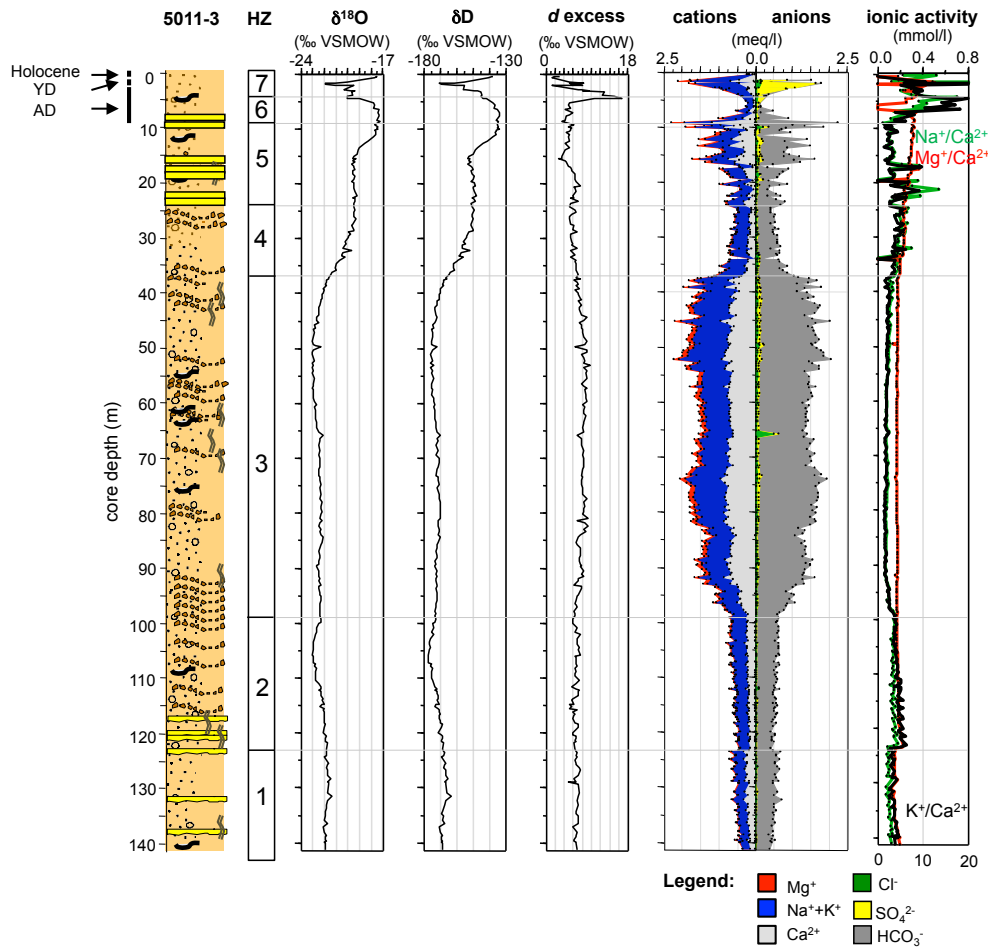 5011-3 HZ δ¹⁸O δD d excess cations anions ionic activity
(‰ VSMOW) (‰ VSMOW) (‰ VSMOW) (meq/l) (mmol/l)
-24 -17 -180 -130 0 18 2.5 0.0 2.5 0 0.4 0.8
Holocene
YD
AD
0
10
20
30
40
50
60
70
80
90
100
110
120
130
140
core depth (m)
7
6
5
4
3
2
1
Na⁺/Ca²⁺
Mg⁺/Ca²⁺
K⁺/Ca²⁺
0 10 20
Legend:
Mg⁺ Cl⁻
Na⁺+K⁺ SO₄²⁻
Ca²⁺ HCO₃⁻